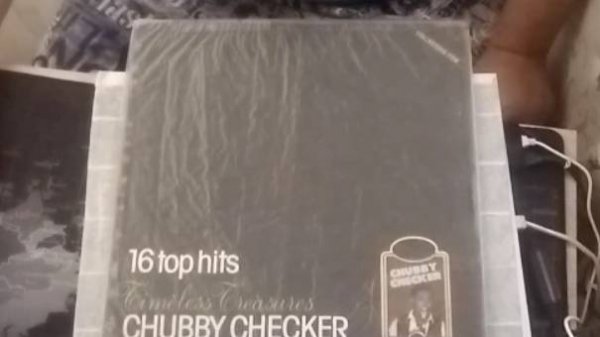 16 top hits
Timeless Treasures
CHUBBY CHECKER
CHUBBY
CHECKER